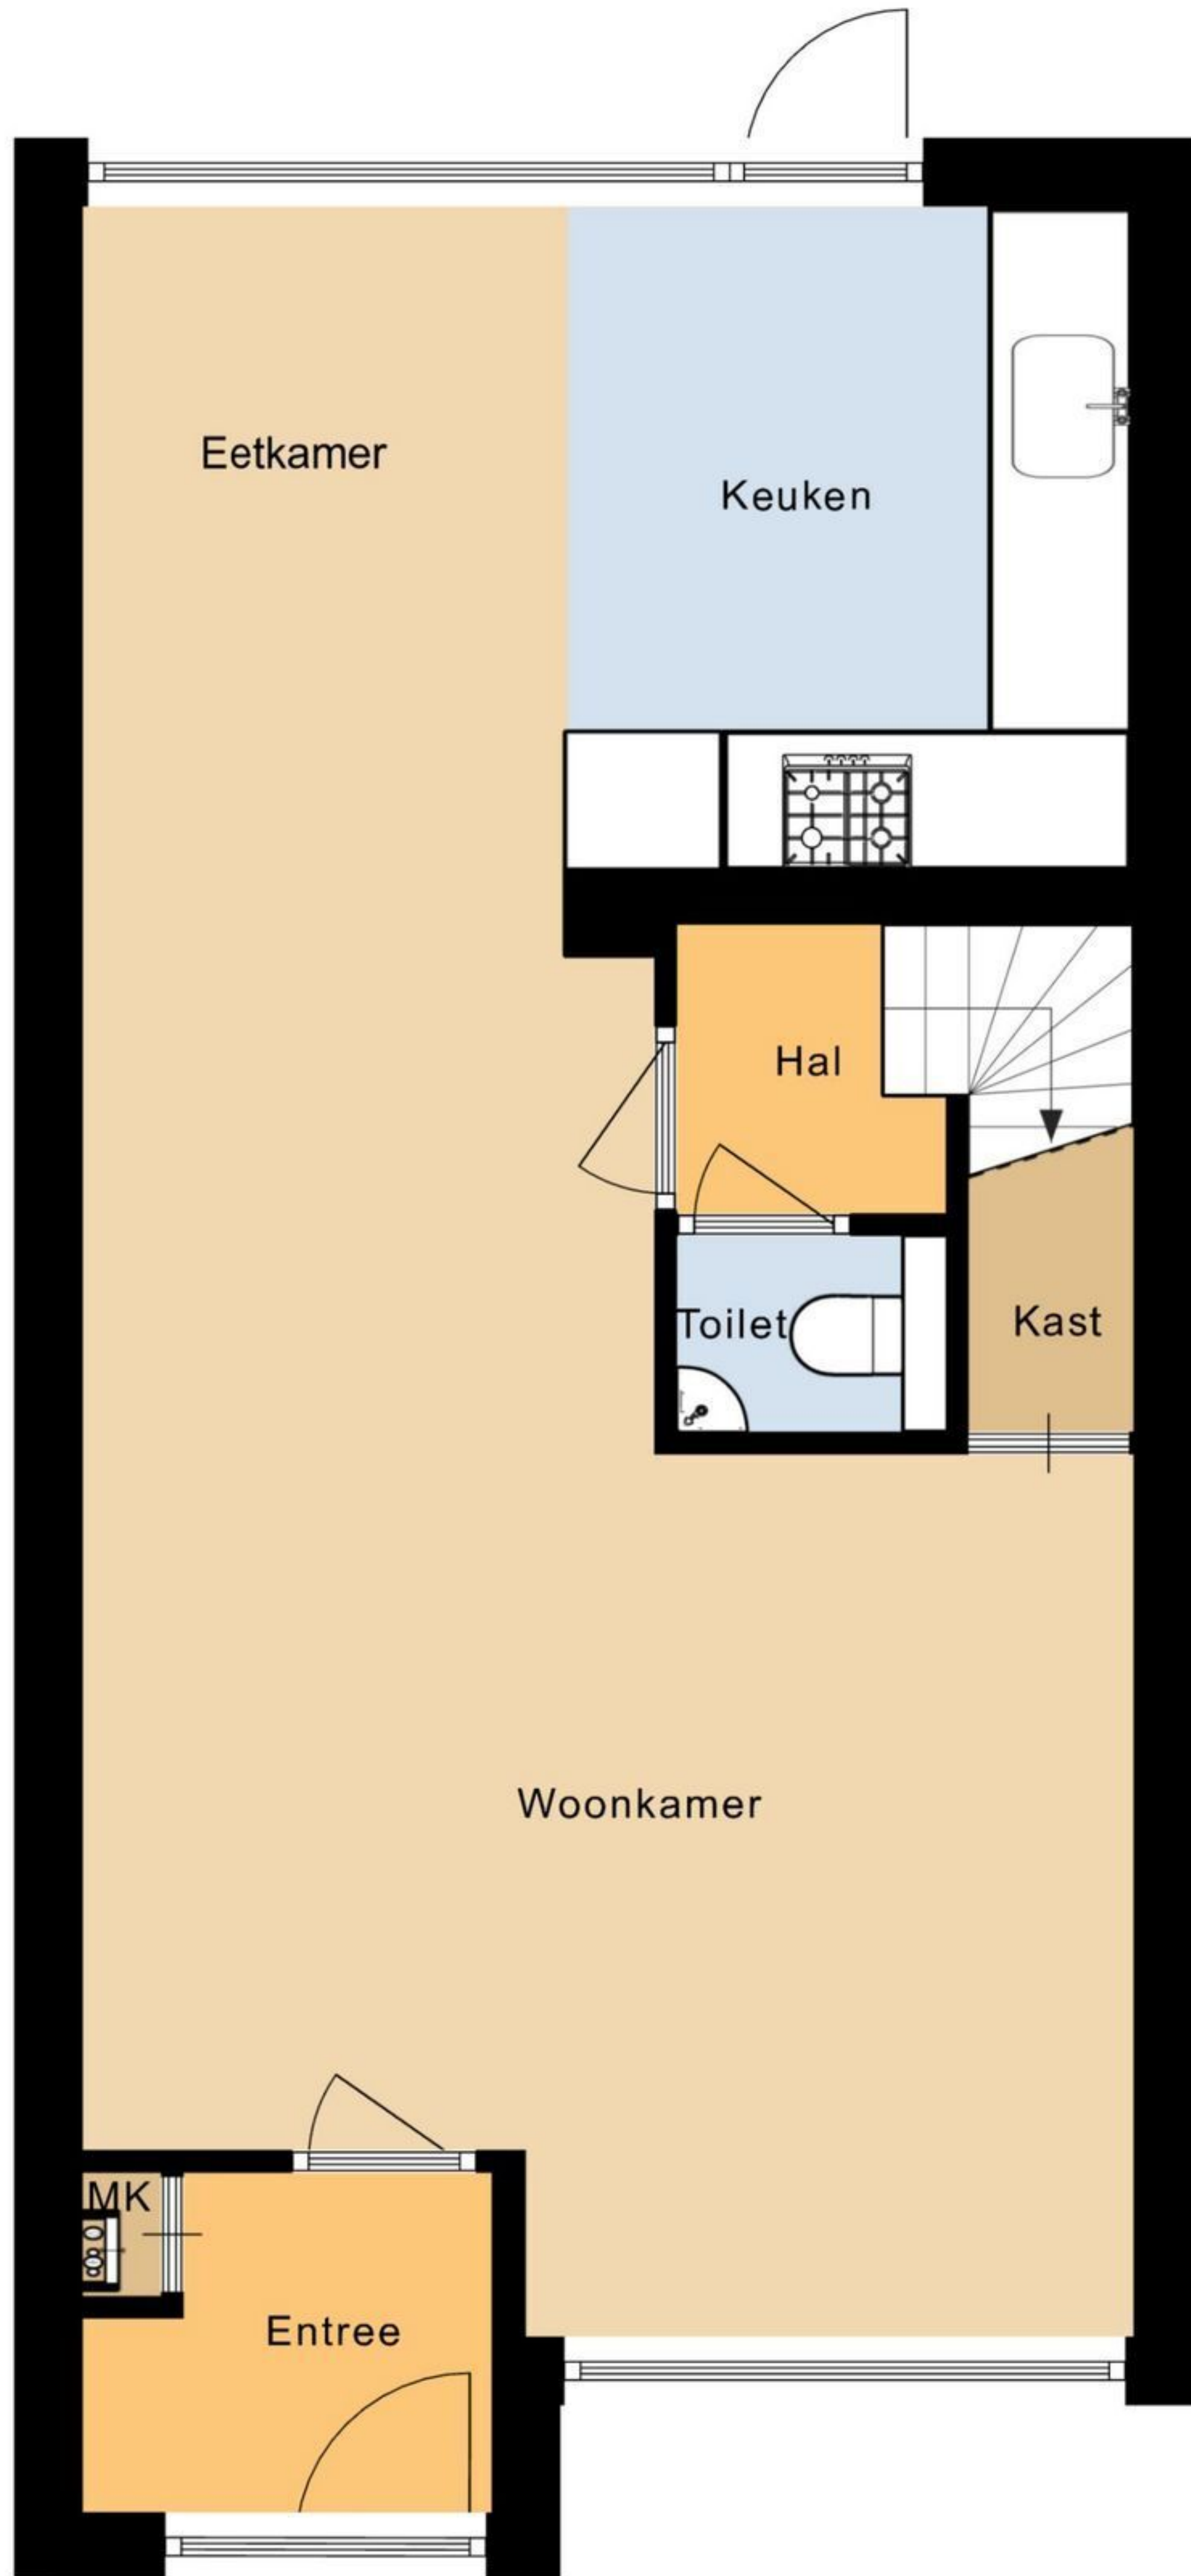 Eetkamer
Keuken
Hal
Toilet
Kast
Woonkamer
MK
Entree